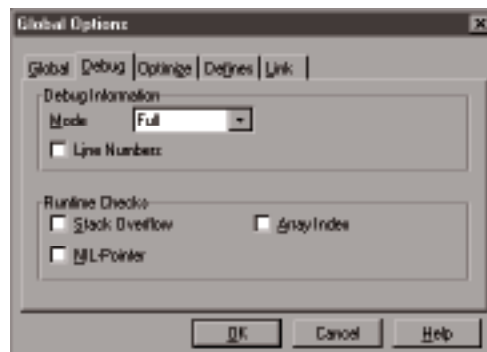 Global Options
Global Debug Optimize Defines Link
Debug Information
Mode Full
Line Numbers
Runtime Checks
Stack Overflow Array Index
NIL-Pointer
OK Cancel Help